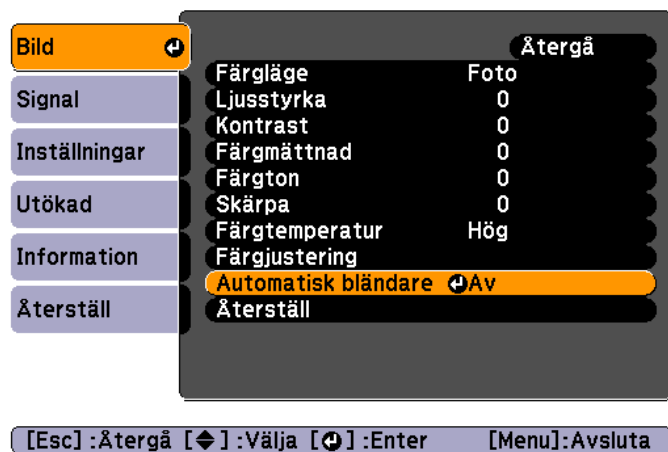 Bild
Signal
Inställningar
Utökad
Information
Återställ
Återgå
Färgläge Foto
Ljusstyrka 0
Kontrast 0
Färgmättnad 0
Färgton 0
Skärpa 0
Färgtemperatur Hög
Färgjustering
Automatisk bländare Av
Återställ
[Esc] :Återgå [ ] :Välja [ ] :Enter [Menu]:Avsluta